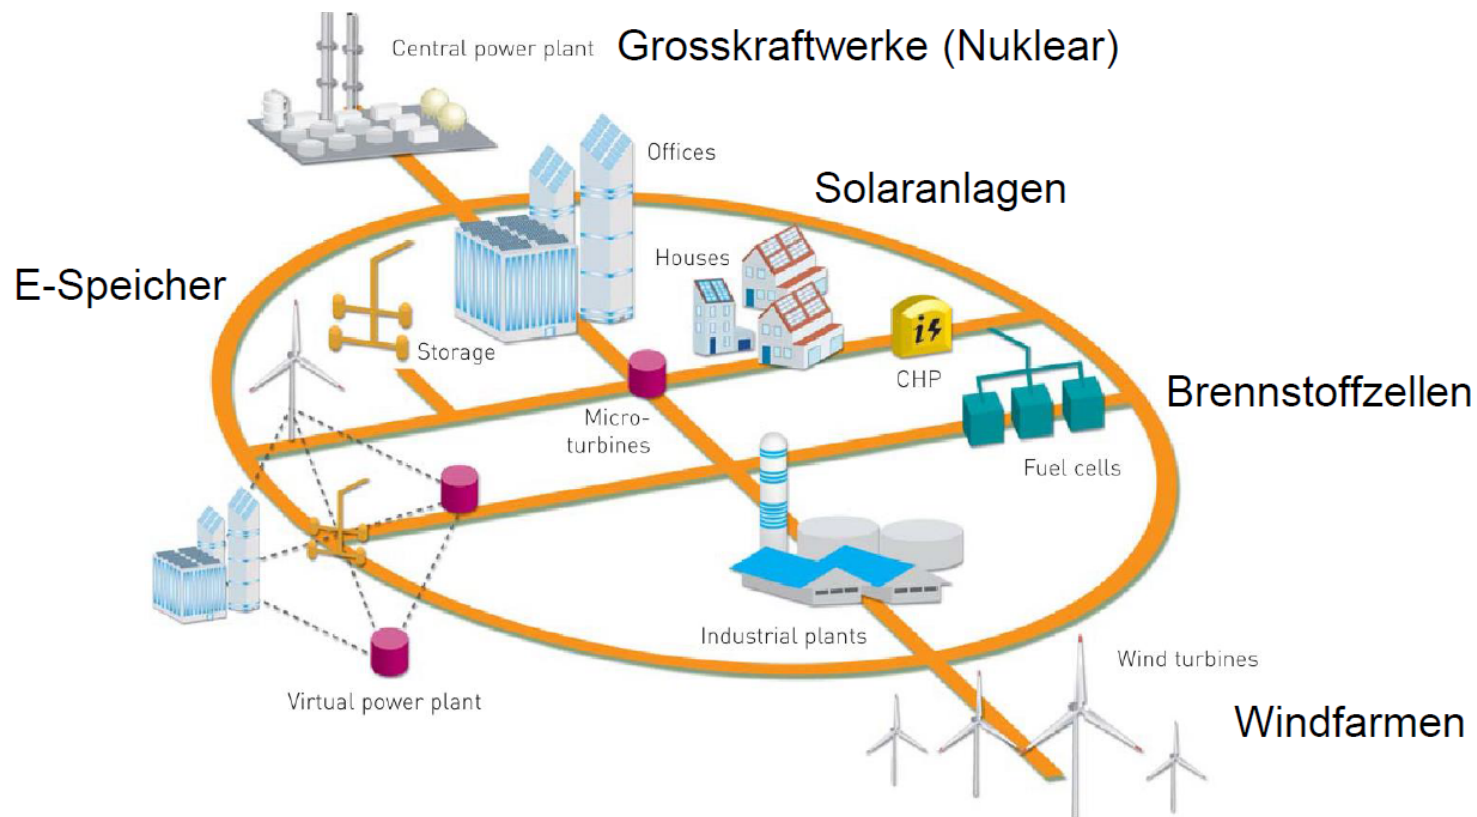 Central power plant
Grosskraftwerke (Nuklear)
Offices
Solaranlagen
Houses
E-Speicher
Storage
CHP
Brennstoffzellen
Micro-
turbines
Fuel cells
Industrial plants
Wind turbines
Virtual power plant
Windfarmen